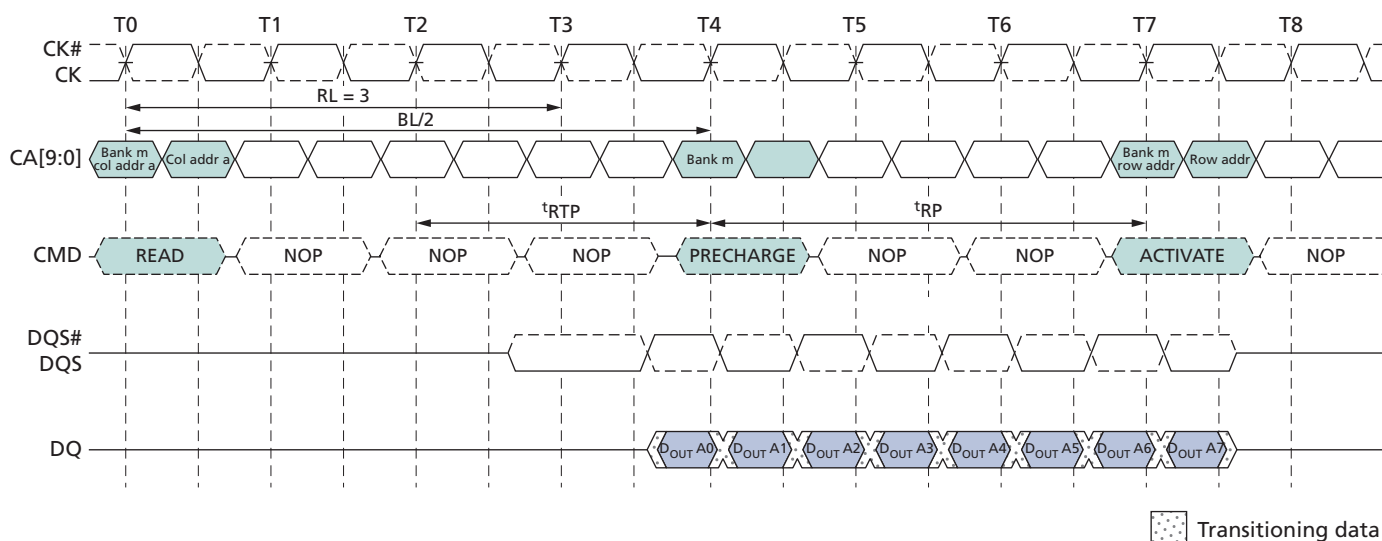 T0 T1 T2 T3 T4 T5 T6 T7 T8
CK#
CK
RL = 3
BL/2
CA[9:0]
Bank m
col addr a
Col addr a
Bank m
Bank m
row addr
Row addr
tRTP
tRP
CMD
READ NOP NOP NOP PRECHARGE NOP NOP ACTIVATE NOP
DQS#
DQS
DQ
DOUT A0 DOUT A1 DOUT A2 DOUT A3 DOUT A4 DOUT A5 DOUT A6 DOUT A7
Transitioning data